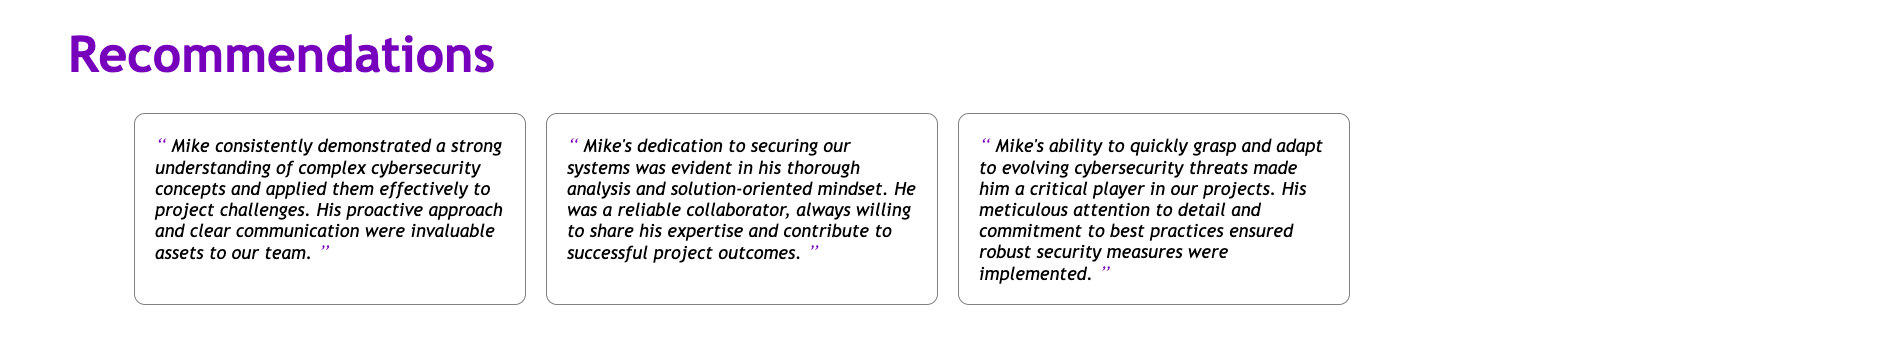 Recommendations
“ Mike consistently demonstrated a strong
understanding of complex cybersecurity
concepts and applied them effectively to
project challenges. His proactive approach
and clear communication were invaluable
assets to our team. ”
“ Mike's dedication to securing our
systems was evident in his thorough
analysis and solution-oriented mindset. He
was a reliable collaborator, always willing
to share his expertise and contribute to
successful project outcomes. ”
“ Mike's ability to quickly grasp and adapt
to evolving cybersecurity threats made
him a critical player in our projects. His
meticulous attention to detail and
commitment to best practices ensured
robust security measures were
implemented. ”